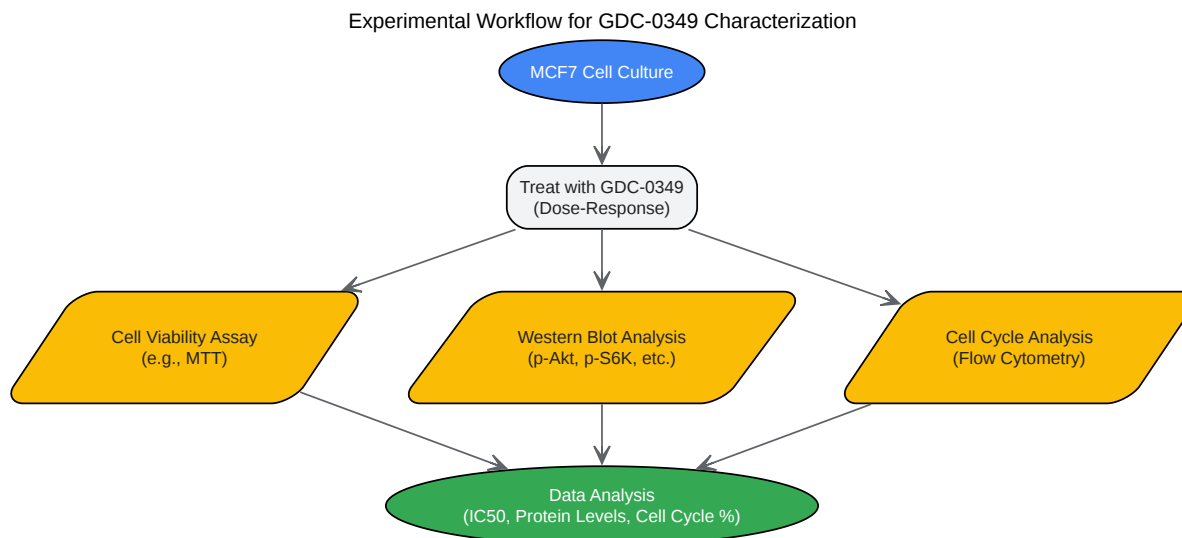 Experimental Workflow for GDC-0349 Characterization
MCF7 Cell Culture
Treat with GDC-0349
(Dose-Response)
Cell Viability Assay
(e.g., MTT)
Western Blot Analysis
(p-Akt, p-S6K, etc.)
Cell Cycle Analysis
(Flow Cytometry)
Data Analysis
(IC50, Protein Levels, Cell Cycle %)